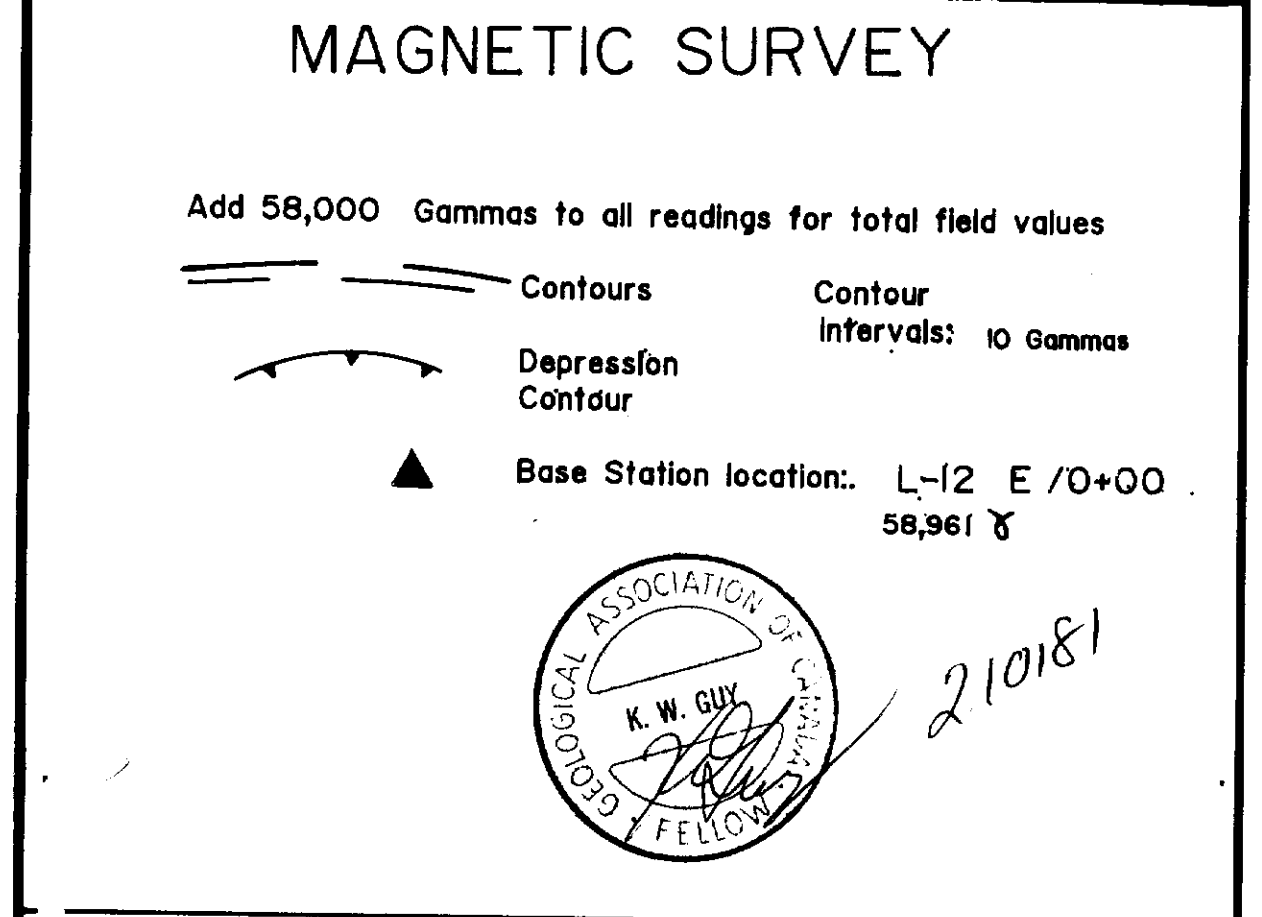 MAGNETIC SURVEY
Add 58,000 Gammas to all readings for total field values
Contours
Contour
intervals: 10 Gammas
Depression
Contour
Base Station location:. L-12 E /0+00
58,961 ɣ
GEOLOGICAL ASSOCIATION OF CANADA
K. W. GUY
FELLOW
210181